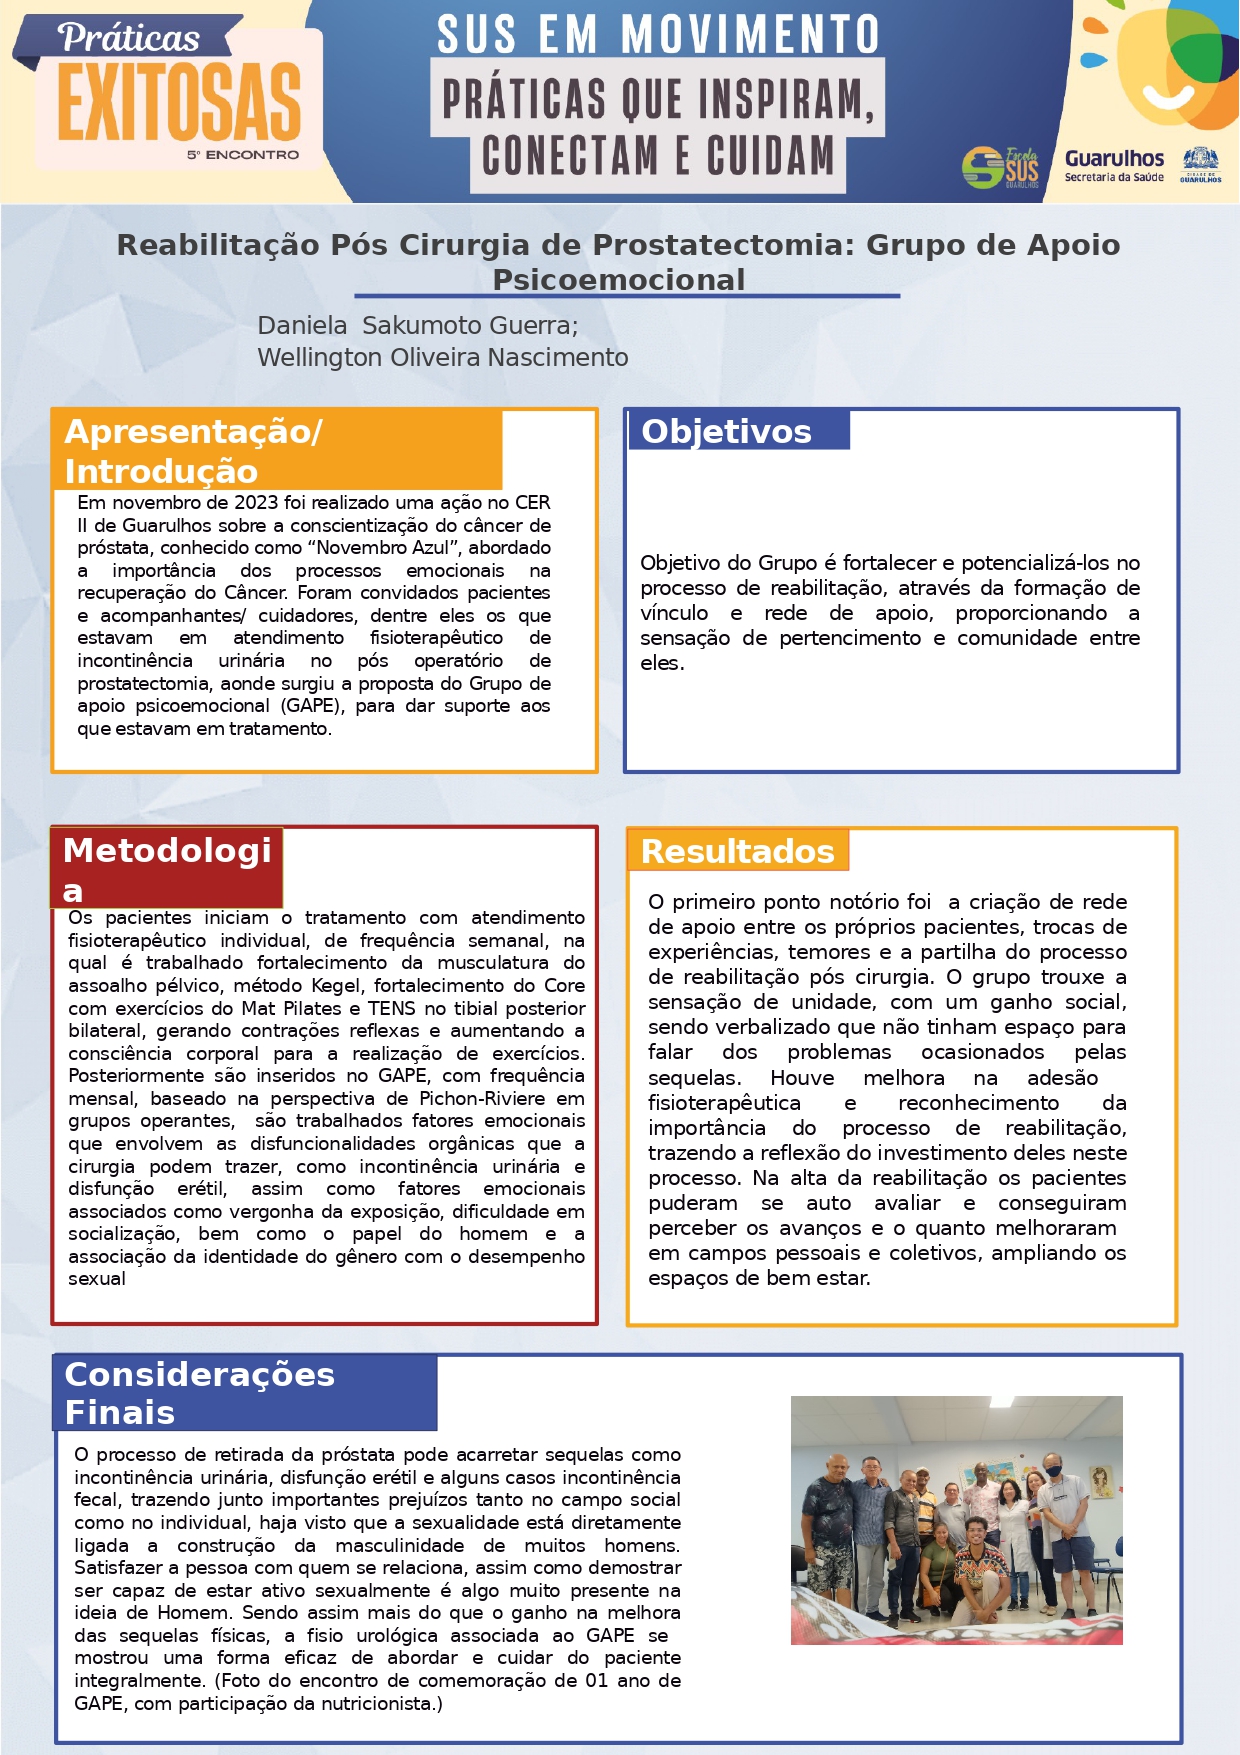 Práticas
EXITOSAS
5º ENCONTRO
SUS EM MOVIMENTO
PRÁTICAS QUE INSPIRAM,
CONECTAM E CUIDAM
Escola
SUS
GUARULHOS
Guarulhos
Secretaria da Saúde
CIDADE DE
GUARULHOS
Reabilitação Pós Cirurgia de Prostatectomia: Grupo de Apoio
Psicoemocional
Daniela  Sakumoto Guerra;
Wellington Oliveira Nascimento
Apresentação/
Introdução
Em novembro de 2023 foi realizado uma ação no CER
II de Guarulhos sobre a conscientização do câncer de
próstata, conhecido como “Novembro Azul”, abordado
a importância dos processos emocionais na
recuperação do Câncer. Foram convidados pacientes
e acompanhantes/ cuidadores, dentre eles os que
estavam em atendimento fisioterapêutico de
incontinência urinária no pós operatório de
prostatectomia, aonde surgiu a proposta do Grupo de
apoio psicoemocional (GAPE), para dar suporte aos
que estavam em tratamento.
Objetivos
Objetivo do Grupo é fortalecer e potencializá-los no
processo de reabilitação, através da formação de
vínculo e rede de apoio, proporcionando a
sensação de pertencimento e comunidade entre
eles.
Metodologi
a
Os pacientes iniciam o tratamento com atendimento
fisioterapêutico individual, de frequência semanal, na
qual é trabalhado fortalecimento da musculatura do
assoalho pélvico, método Kegel, fortalecimento do Core
com exercícios do Mat Pilates e TENS no tibial posterior
bilateral, gerando contrações reflexas e aumentando a
consciência corporal para a realização de exercícios.
Posteriormente são inseridos no GAPE, com frequência
mensal, baseado na perspectiva de Pichon-Riviere em
grupos operantes,  são trabalhados fatores emocionais
que envolvem as disfuncionalidades orgânicas que a
cirurgia podem trazer, como incontinência urinária e
disfunção erétil, assim como fatores emocionais
associados como vergonha da exposição, dificuldade em
socialização, bem como o papel do homem e a
associação da identidade do gênero com o desempenho
sexual
Resultados
O primeiro ponto notório foi  a criação de rede
de apoio entre os próprios pacientes, trocas de
experiências, temores e a partilha do processo
de reabilitação pós cirurgia. O grupo trouxe a
sensação de unidade, com um ganho social,
sendo verbalizado que não tinham espaço para
falar dos problemas ocasionados pelas
sequelas. Houve melhora na adesão
fisioterapêutica e reconhecimento da
importância do processo de reabilitação,
trazendo a reflexão do investimento deles neste
processo. Na alta da reabilitação os pacientes
puderam se auto avaliar e conseguiram
perceber os avanços e o quanto melhoraram
em campos pessoais e coletivos, ampliando os
espaços de bem estar.
Considerações
Finais
O processo de retirada da próstata pode acarretar sequelas como
incontinência urinária, disfunção erétil e alguns casos incontinência
fecal, trazendo junto importantes prejuízos tanto no campo social
como no individual, haja visto que a sexualidade está diretamente
ligada a construção da masculinidade de muitos homens.
Satisfazer a pessoa com quem se relaciona, assim como demostrar
ser capaz de estar ativo sexualmente é algo muito presente na
ideia de Homem. Sendo assim mais do que o ganho na melhora
das sequelas físicas, a fisio urológica associada ao GAPE se
mostrou uma forma eficaz de abordar e cuidar do paciente
integralmente. (Foto do encontro de comemoração de 01 ano de
GAPE, com participação da nutricionista.)